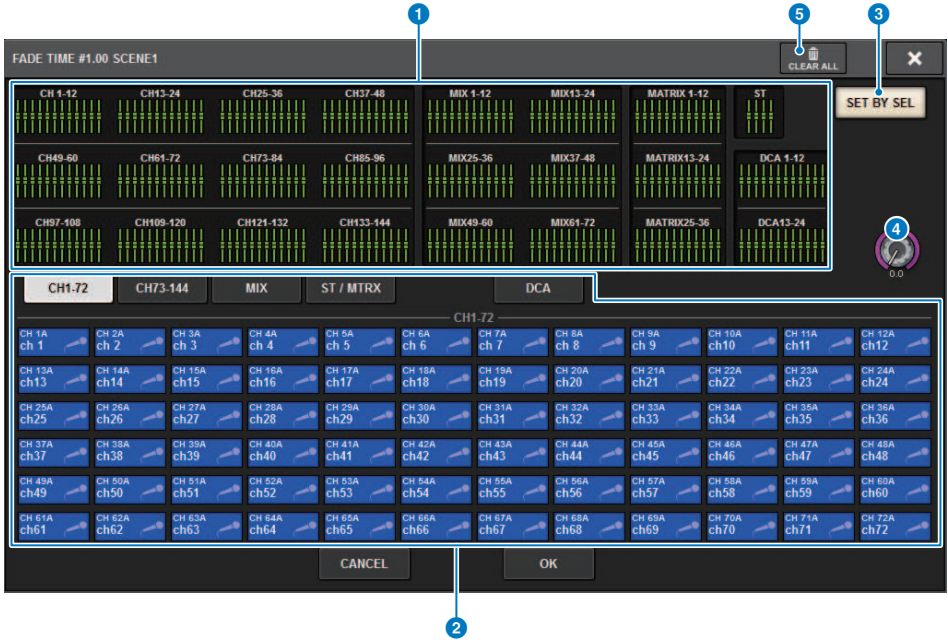 1
5
3
FADE TIME #1.00 SCENE1
CLEAR ALL
CH 1-12 CH13-24 CH25-36 CH37-48 MIX 1-12 MIX13-24 MATRIX 1-12 ST
SET BY SEL
CH49-60 CH61-72 CH73-84 CH85-96 MIX25-36 MIX37-48 MATRIX13-24 DCA 1-12
CH97-108 CH109-120 CH121-132 CH133-144 MIX49-60 MIX61-72 MATRIX25-36 DCA13-24
4
0.0
CH1-72 CH73-144 MIX ST / MTRX DCA
CH1-72
CH 1A CH 2A CH 3A CH 4A CH 5A CH 6A CH 7A CH 8A CH 9A CH 10A CH 11A CH 12A
ch 1 ch 2 ch 3 ch 4 ch 5 ch 6 ch 7 ch 8 ch 9 ch10 ch11 ch12
CH 13A CH 14A CH 15A CH 16A CH 17A CH 18A CH 19A CH 20A CH 21A CH 22A CH 23A CH 24A
ch13 ch14 ch15 ch16 ch17 ch18 ch19 ch20 ch21 ch22 ch23 ch24
CH 25A CH 26A CH 27A CH 28A CH 29A CH 30A CH 31A CH 32A CH 33A CH 34A CH 35A CH 36A
ch25 ch26 ch27 ch28 ch29 ch30 ch31 ch32 ch33 ch34 ch35 ch36
CH 37A CH 38A CH 39A CH 40A CH 41A CH 42A CH 43A CH 44A CH 45A CH 46A CH 47A CH 48A
ch37 ch38 ch39 ch40 ch41 ch42 ch43 ch44 ch45 ch46 ch47 ch48
CH 49A CH 50A CH 51A CH 52A CH 53A CH 54A CH 55A CH 56A CH 57A CH 58A CH 59A CH 60A
ch49 ch50 ch51 ch52 ch53 ch54 ch55 ch56 ch57 ch58 ch59 ch60
CH 61A CH 62A CH 63A CH 64A CH 65A CH 66A CH 67A CH 68A CH 69A CH 70A CH 71A CH 72A
ch61 ch62 ch63 ch64 ch65 ch66 ch67 ch68 ch69 ch70 ch71 ch72
CANCEL OK
2